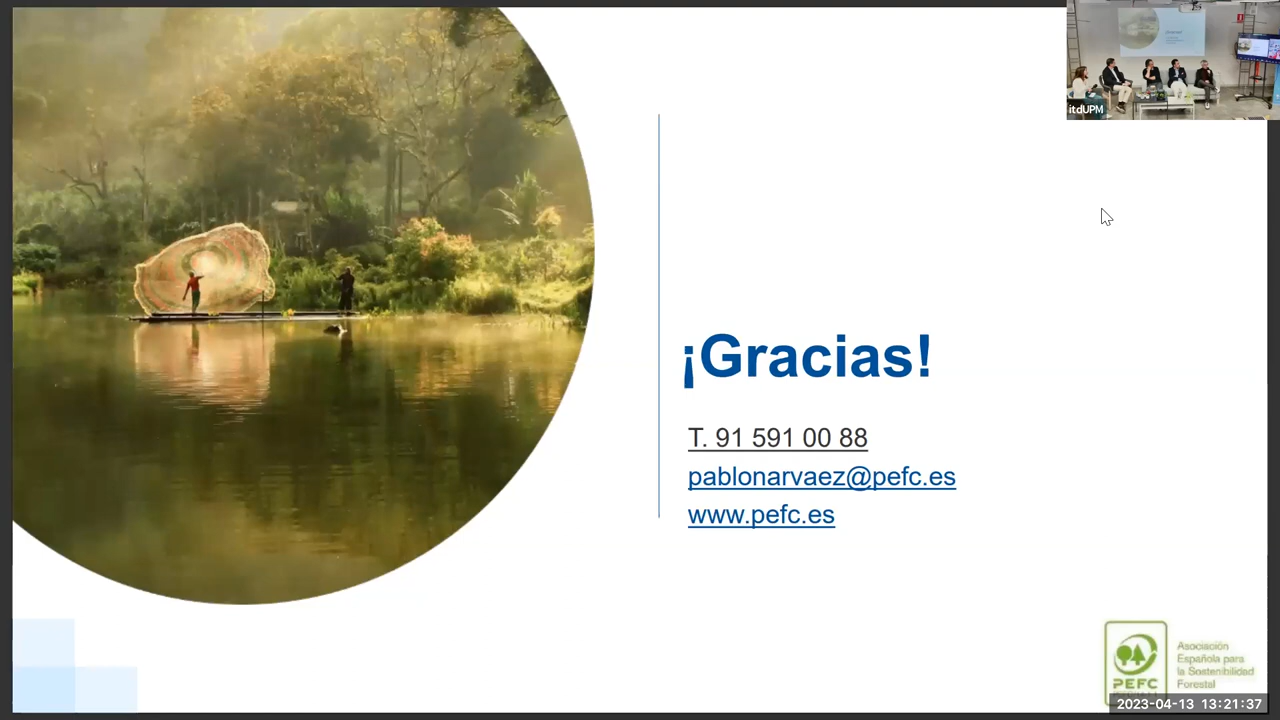 itdUPM
¡Gracias!
T. 91 591 00 88
pablonarvaez@pefc.es
www.pefc.es
PEFC
Asociación
Española para
la Sostenibilidad
Forestal
2023-04-13 13:21:37